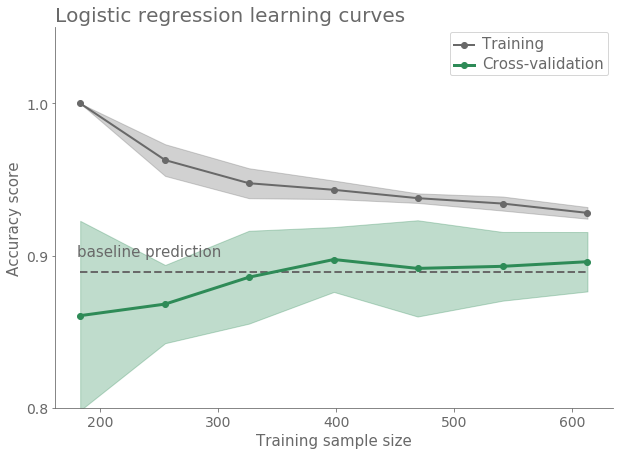 Logistic regression learning curves
Training
Cross-validation
1.0
0.9
0.8
Accuracy score
baseline prediction
200 300 400 500 600
Training sample size